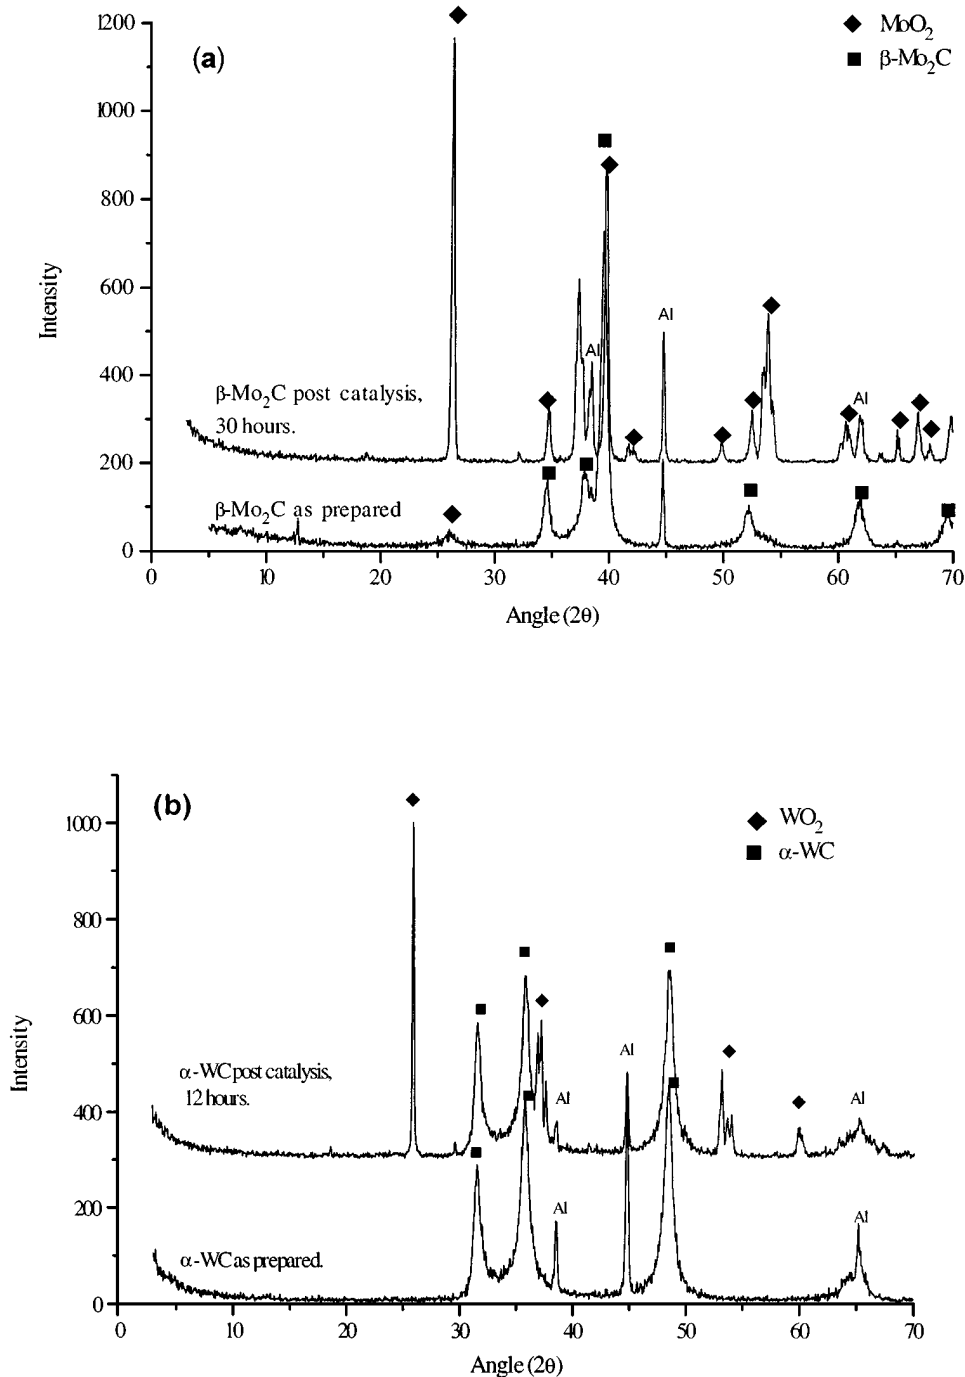 (a)
MoO2
β-Mo2C
1200
1000
800
600
400
200
0
Intensity
Al
Al
Al
β-Mo2C post catalysis,
30 hours.
β-Mo2C as prepared
0 10 20 30 40 50 60 70
Angle (2θ)
(b)
WO2
α-WC
1000
800
600
400
200
0
Intensity
Al
Al
Al
α-WC post catalysis,
12 hours.
Al
Al
α-WC as prepared.
0 10 20 30 40 50 60 70
Angle (2θ)